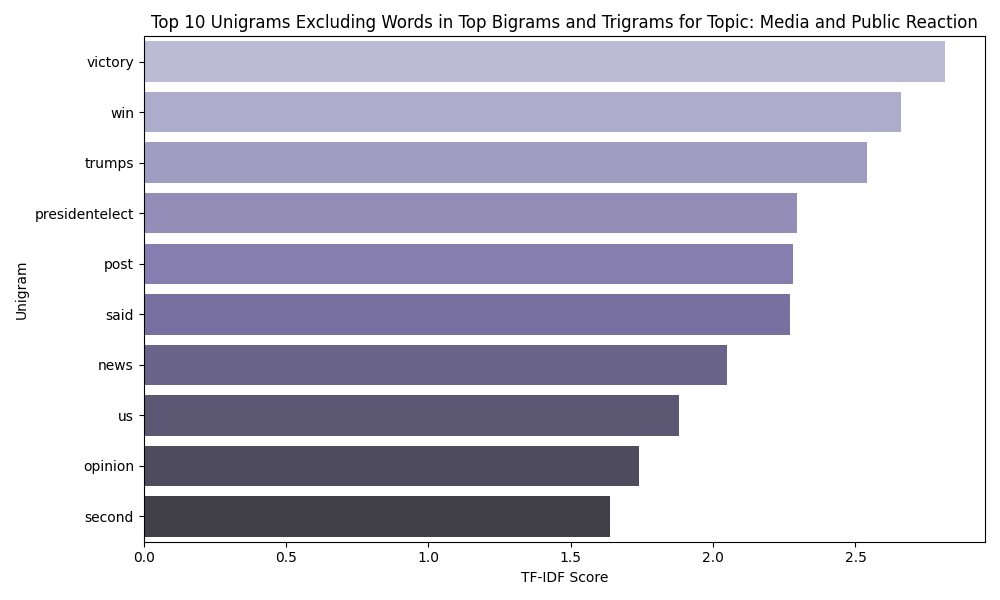 Top 10 Unigrams Excluding Words in Top Bigrams and Trigrams for Topic: Media and Public Reaction
victory
win
trumps
presidentelect
post
said
news
us
opinion
second
Unigram
0.0 0.5 1.0 1.5 2.0 2.5
TF-IDF Score